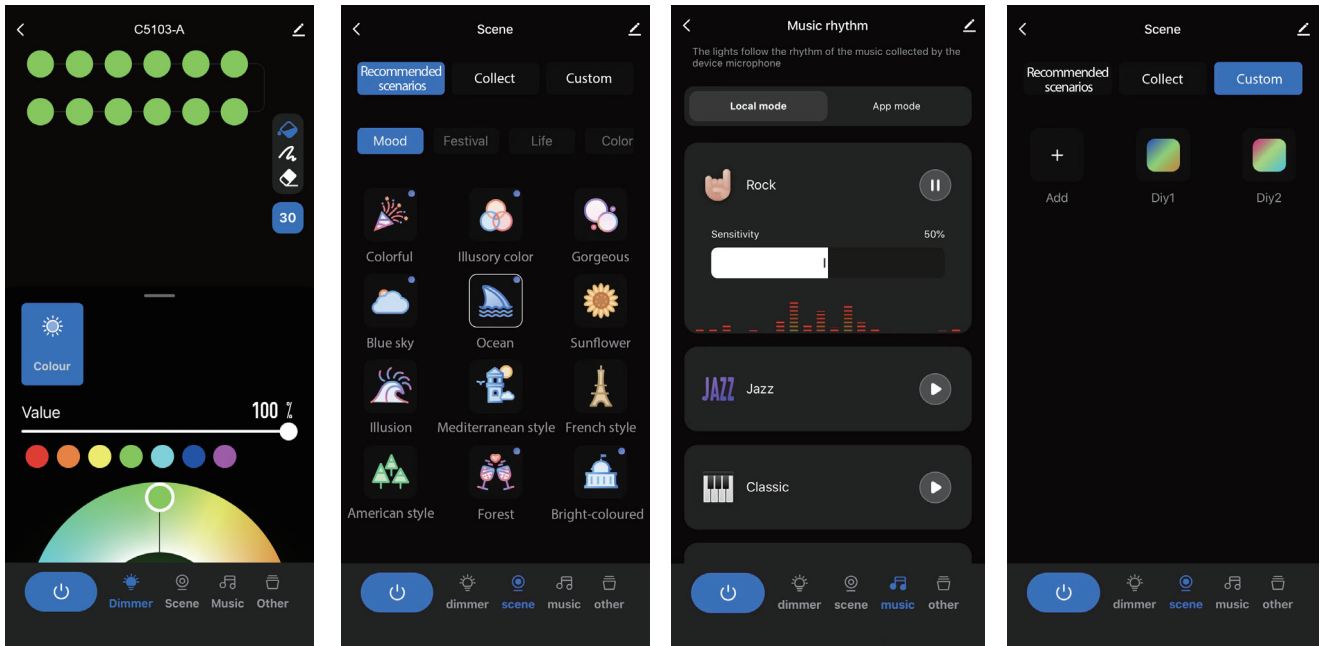 C5103-A
30
Colour
Value
100 %
Dimmer Scene Music Other
Scene
Recommended
scenarios
Collect
Custom
Mood Festival Life Color
Colorful Illusory color Gorgeous
Blue sky Ocean Sunflower
Illusion Mediterranean style French style
American style Forest Bright-coloured
dimmer scene music other
Music rhythm
The lights follow the rhythm of the music collected by the
device microphone
Local mode App mode
Rock
Sensitivity 50%
JAZZ Jazz
Classic
dimmer scene music other
Scene
Recommended
scenarios
Collect
Custom
+
Add Diy1 Diy2
dimmer scene music other